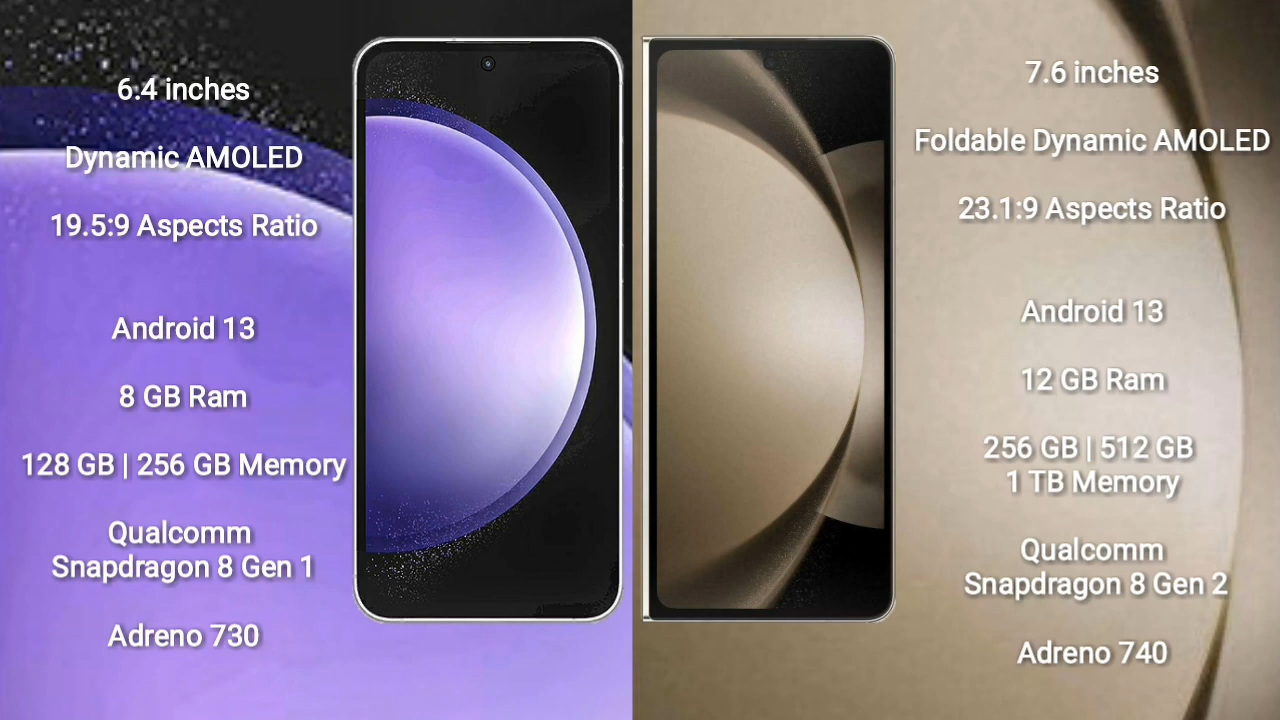 6.4 inches
Dynamic AMOLED
19.5:9 Aspects Ratio
Android 13
8 GB Ram
128 GB | 256 GB Memory
Qualcomm
Snapdragon 8 Gen 1
Adreno 730
7.6 inches
Foldable Dynamic AMOLED
23.1:9 Aspects Ratio
Android 13
12 GB Ram
256 GB | 512 GB
1 TB Memory
Qualcomm
Snapdragon 8 Gen 2
Adreno 740